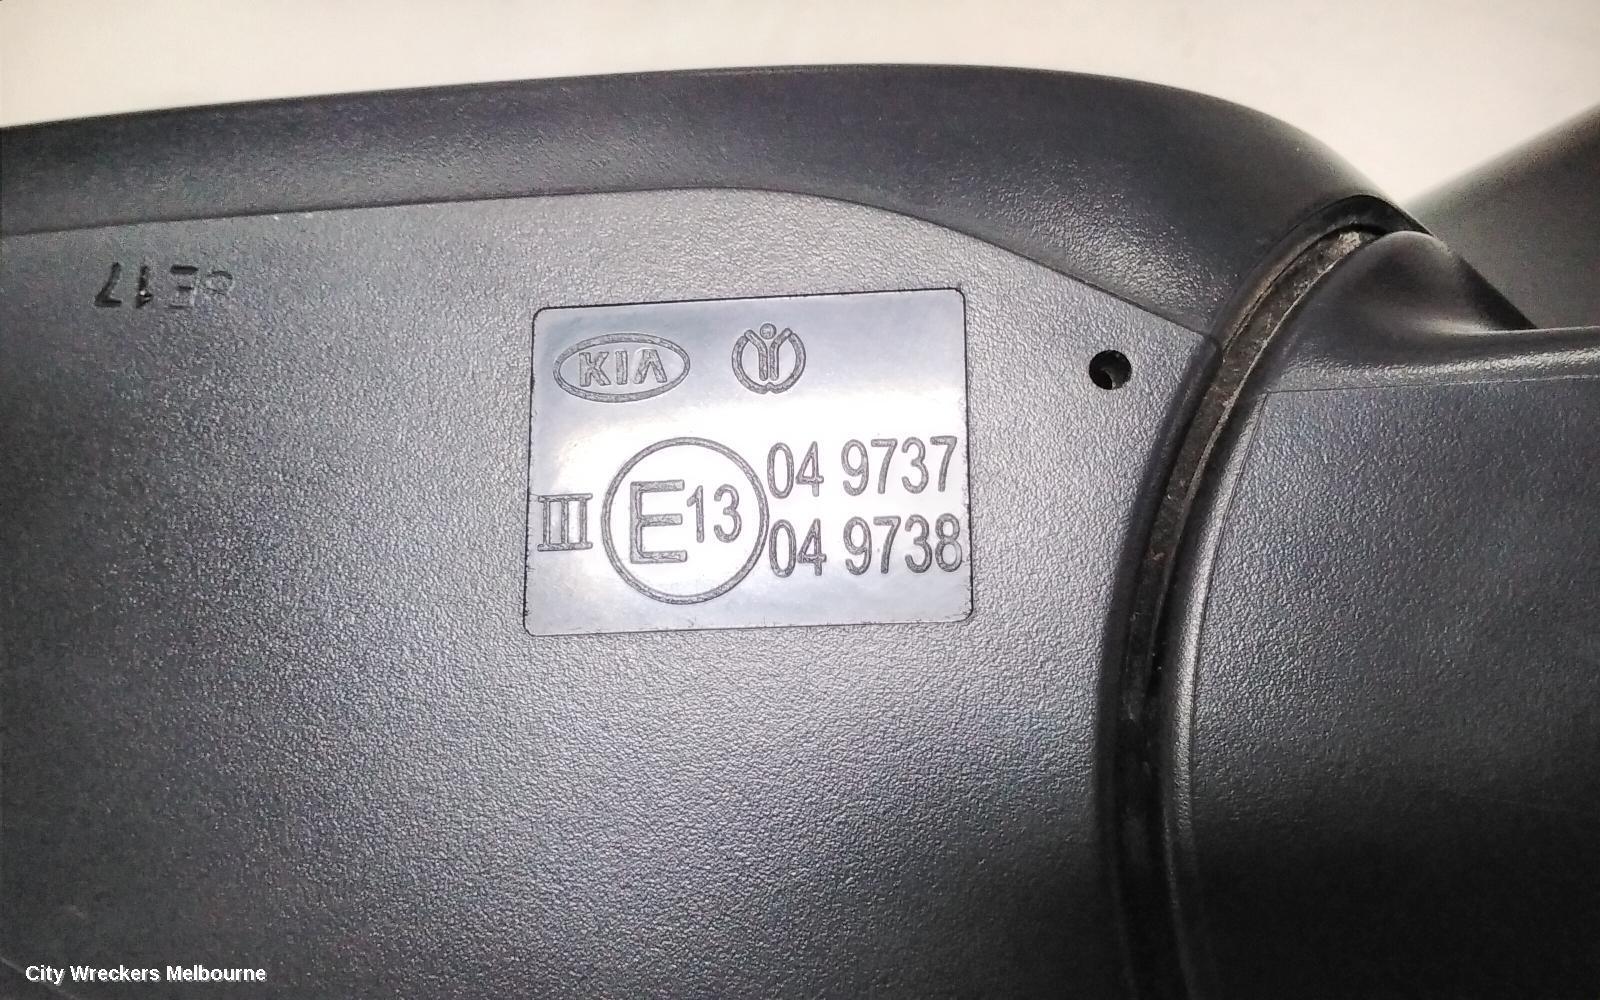 E17
KIA
III E13 04 9737
04 9738
City Wreckers Melbourne